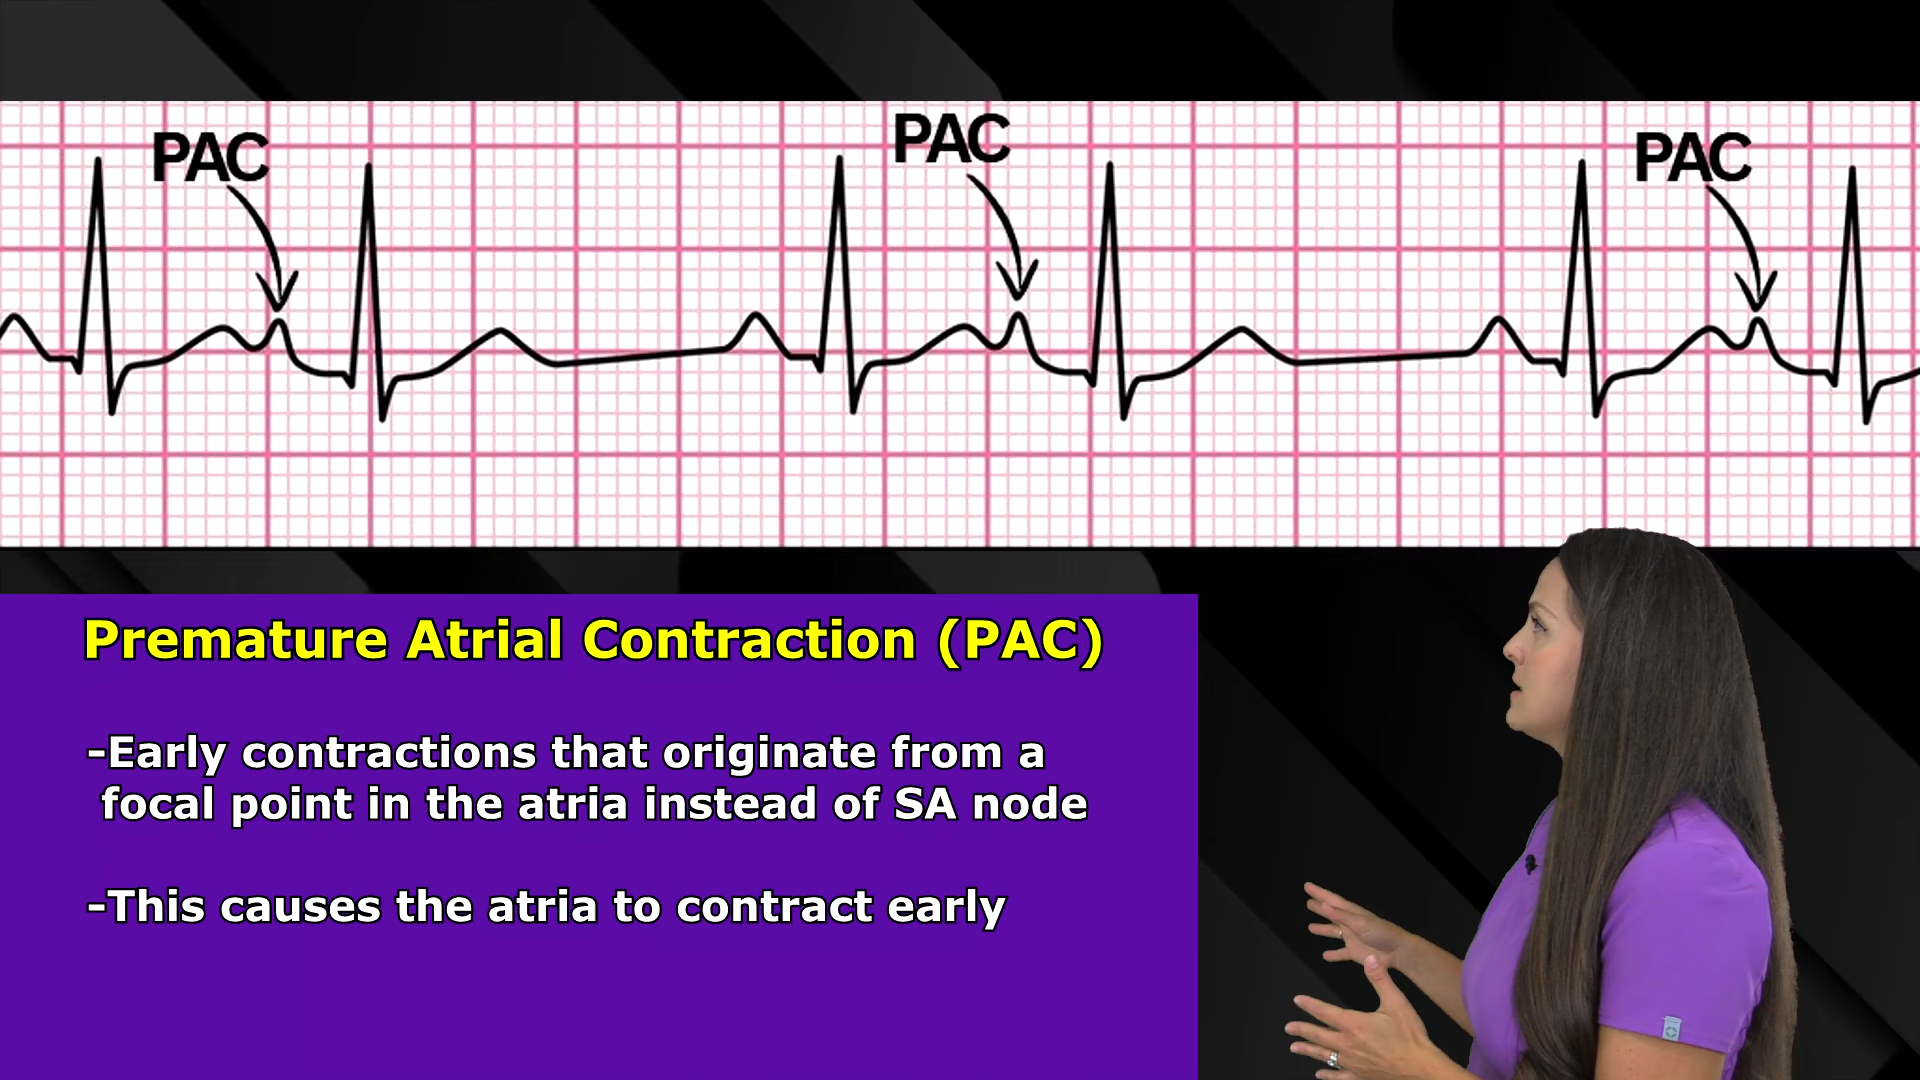 PAC
PAC
PAC
Premature Atrial Contraction (PAC)
-Early contractions that originate from a
focal point in the atria instead of SA node
-This causes the atria to contract early